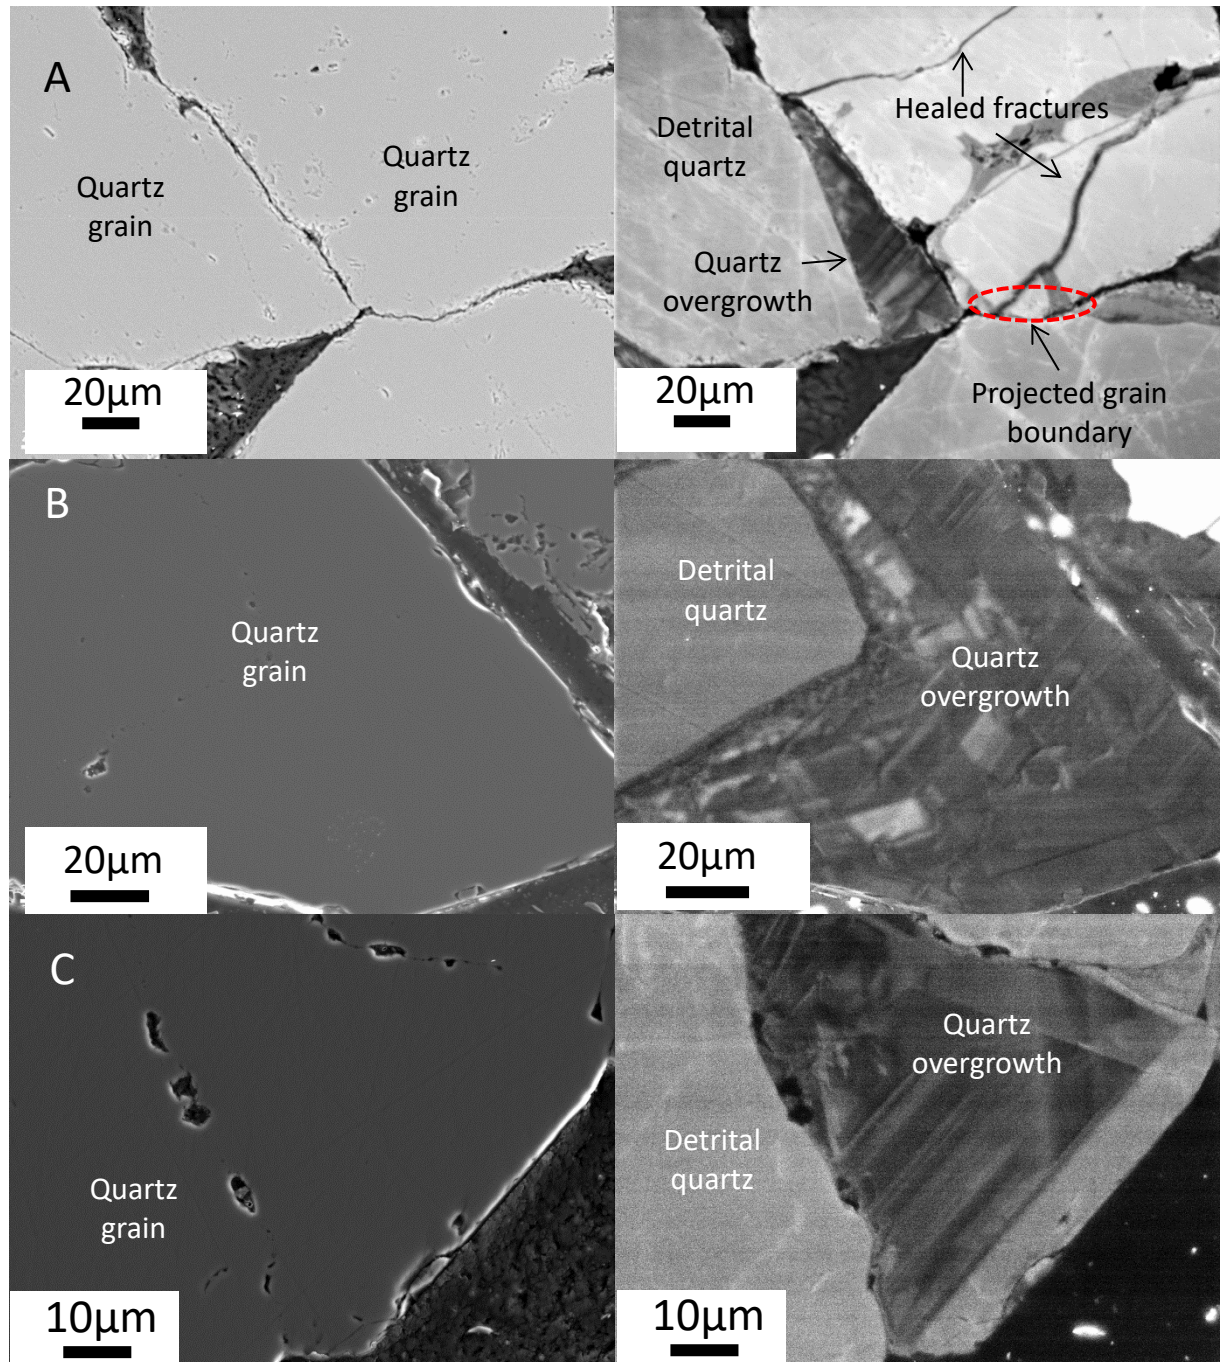 A
Quartz
grain
Quartz
grain
20µm
Healed fractures
Detrital
quartz
Quartz
overgrowth
Projected grain
boundary
20µm
B
Quartz
grain
20µm
Detrital
quartz
Quartz
overgrowth
20µm
C
Quartz
grain
10µm
Quartz
overgrowth
Detrital
quartz
10µm